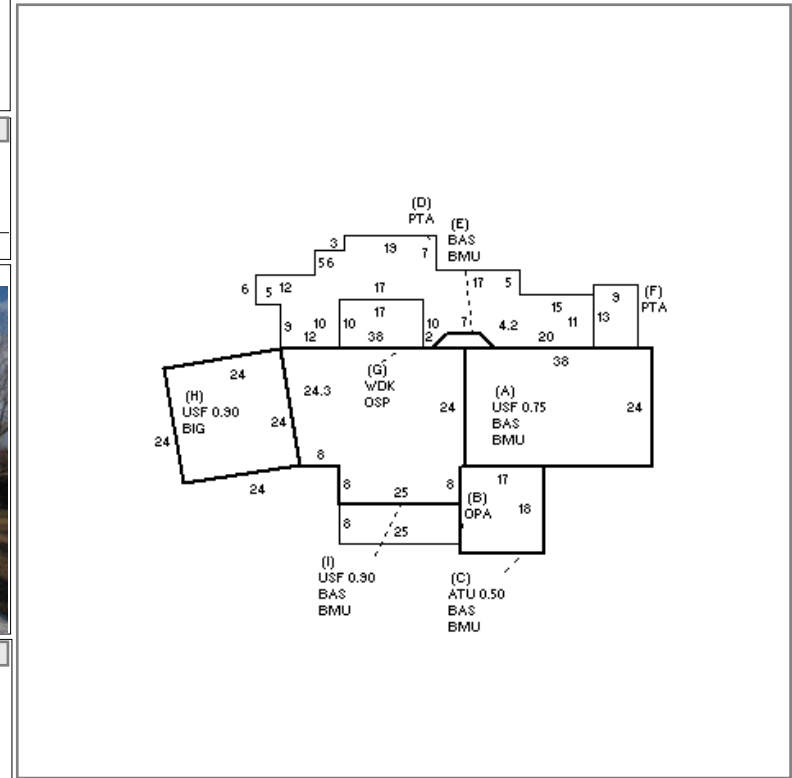 (D)
PTA
(E)
BAS
BMU
3
19
7
5 6
6
5
12
17
17
5
9
(F)
PTA
17
15
13
9
10
10
10
7
4.2
11
12
38
2
20
(G)
WDK
OSP
38
24
(H)
USF 0.90
BIG
24.3
24
(A)
USF 0.75
BAS
BMU
24
24
24
8
24
8
25
8
17
(B)
OPA
18
8
25
(I)
USF 0.90
BAS
BMU
(C)
ATU 0.50
BAS
BMU